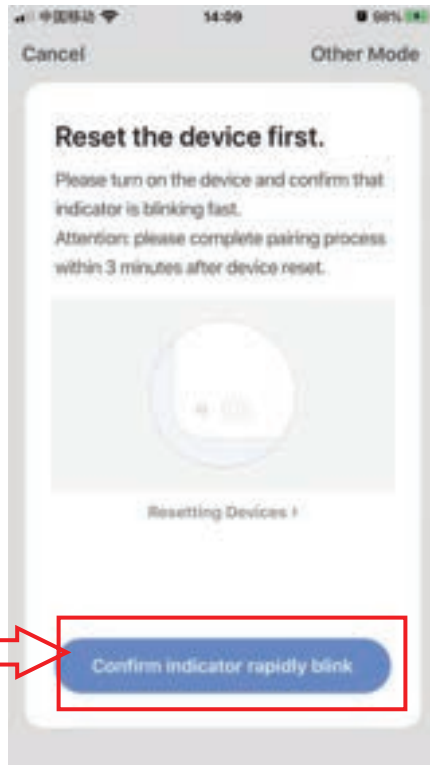 中国移动 14:09 98%
Cancel Other Mode
Reset the device first.
Please turn on the device and confirm that
indicator is blinking fast.
Attention: please complete pairing process
within 3 minutes after device reset.
Resetting Devices ›
Confirm indicator rapidly blink